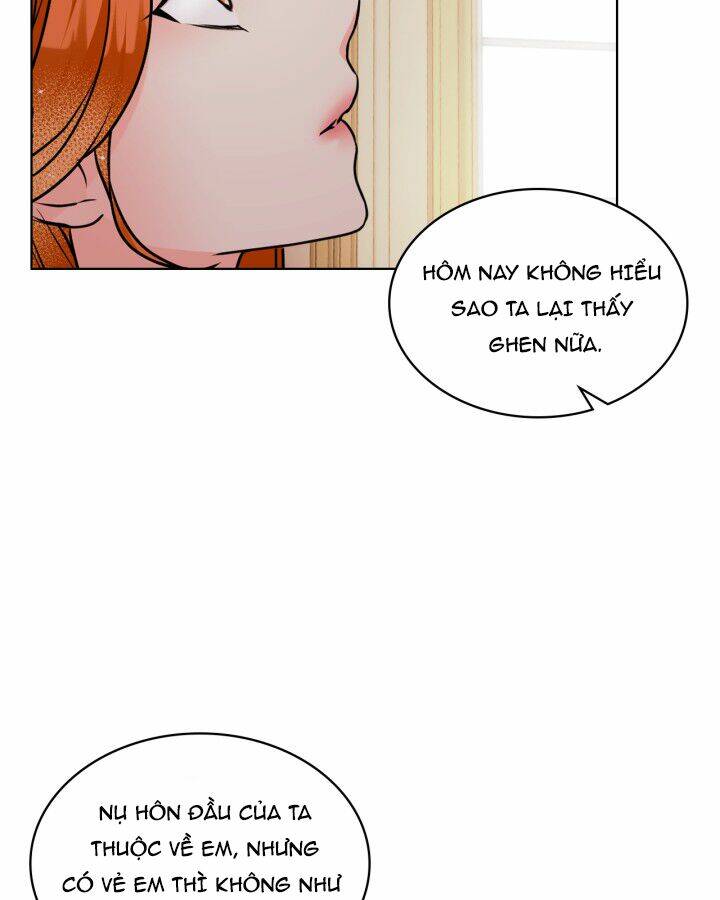 HÔM NAY KHÔNG HIỂU
SAO TA LẠI THẤY
GHEN NỮA.
NỤ HÔN ĐẦU CỦA TA
THUỘC VỀ EM, NHƯNG
CÓ VẺ EM THÌ KHÔNG NHƯ